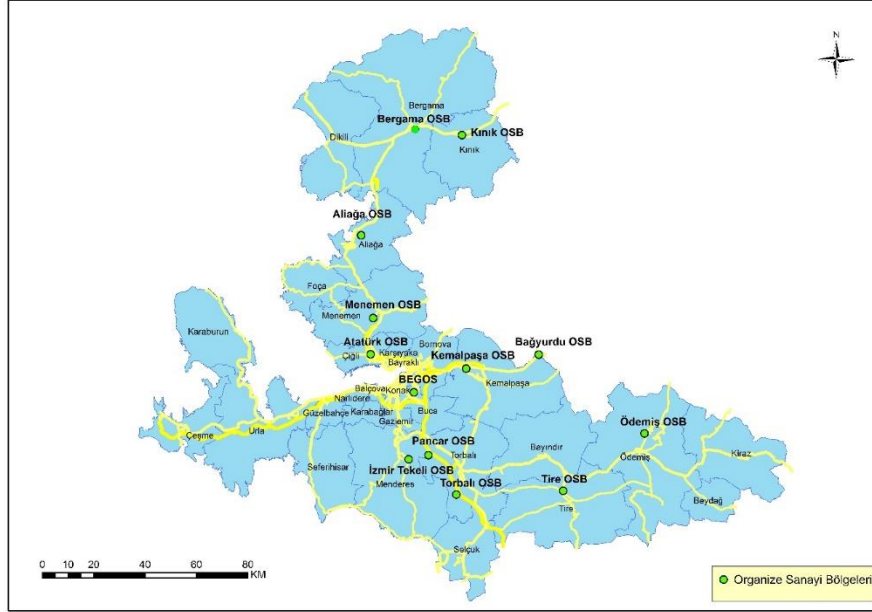 N
Bergama
Bergama OSB
Kınık OSB
Dikili
Kınık
Aliağa OSB
Aliağa
Foça
Menemen OSB
Menemen
Karaburun
Bornova
Atatürk OSB
Karşıyaka
Bağyurdu OSB
Çiğli
Bayraklı
Kemalpaşa OSB
Kemalpaşa
BEGOS
Balçova
Konak
Narlıdere
Güzelbahçe
Karabağlar
Buca
Gaziemir
Çeşme
Urla
Ödemiş OSB
Pancar OSB
Torbalı
Bayındır
Ödemiş
Kiraz
Seferihisar
İzmir Tekeli OSB
Menderes
Torbalı OSB
Tire OSB
Tire
Beydağ
Selçuk
0 10 20 40 60 80
KM
Organize Sanayi Bölgeleri